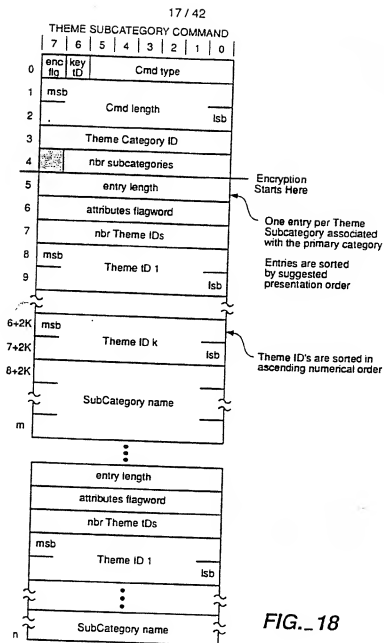 17 / 42
THEME SUBCATEGORY COMMAND
7 6 5 4 3 2 1 0
0 enc flg key tD Cmd type
1 msb
Cmd length
2 lsb
3 Theme Category ID
4 nbr subcategories
Encryption
Starts Here
5 entry length
6 attributes flagword
One entry per Theme
Subcategory associated
with the primary category
7 nbr Theme IDs
8 msb
Theme tD 1
9 lsb
Entries are sorted
by suggested
presentation order
6+2K msb
Theme ID k
7+2K lsb
Theme ID's are sorted in
ascending numerical order
8+2K
SubCategory name
m
entry length
attributes flagword
nbr Theme tDs
msb
Theme ID 1
lsb
SubCategory name
n
FIG._18